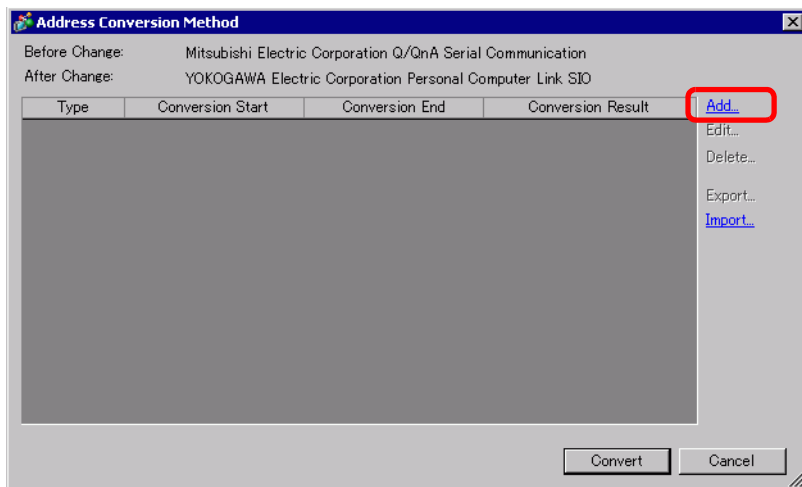 Address Conversion Method
Before Change: Mitsubishi Electric Corporation Q/QnA Serial Communication
After Change: YOKOGAWA Electric Corporation Personal Computer Link SIO
Type Conversion Start Conversion End Conversion Result
Add...
Edit...
Delete...
Export...
Import...
Convert Cancel